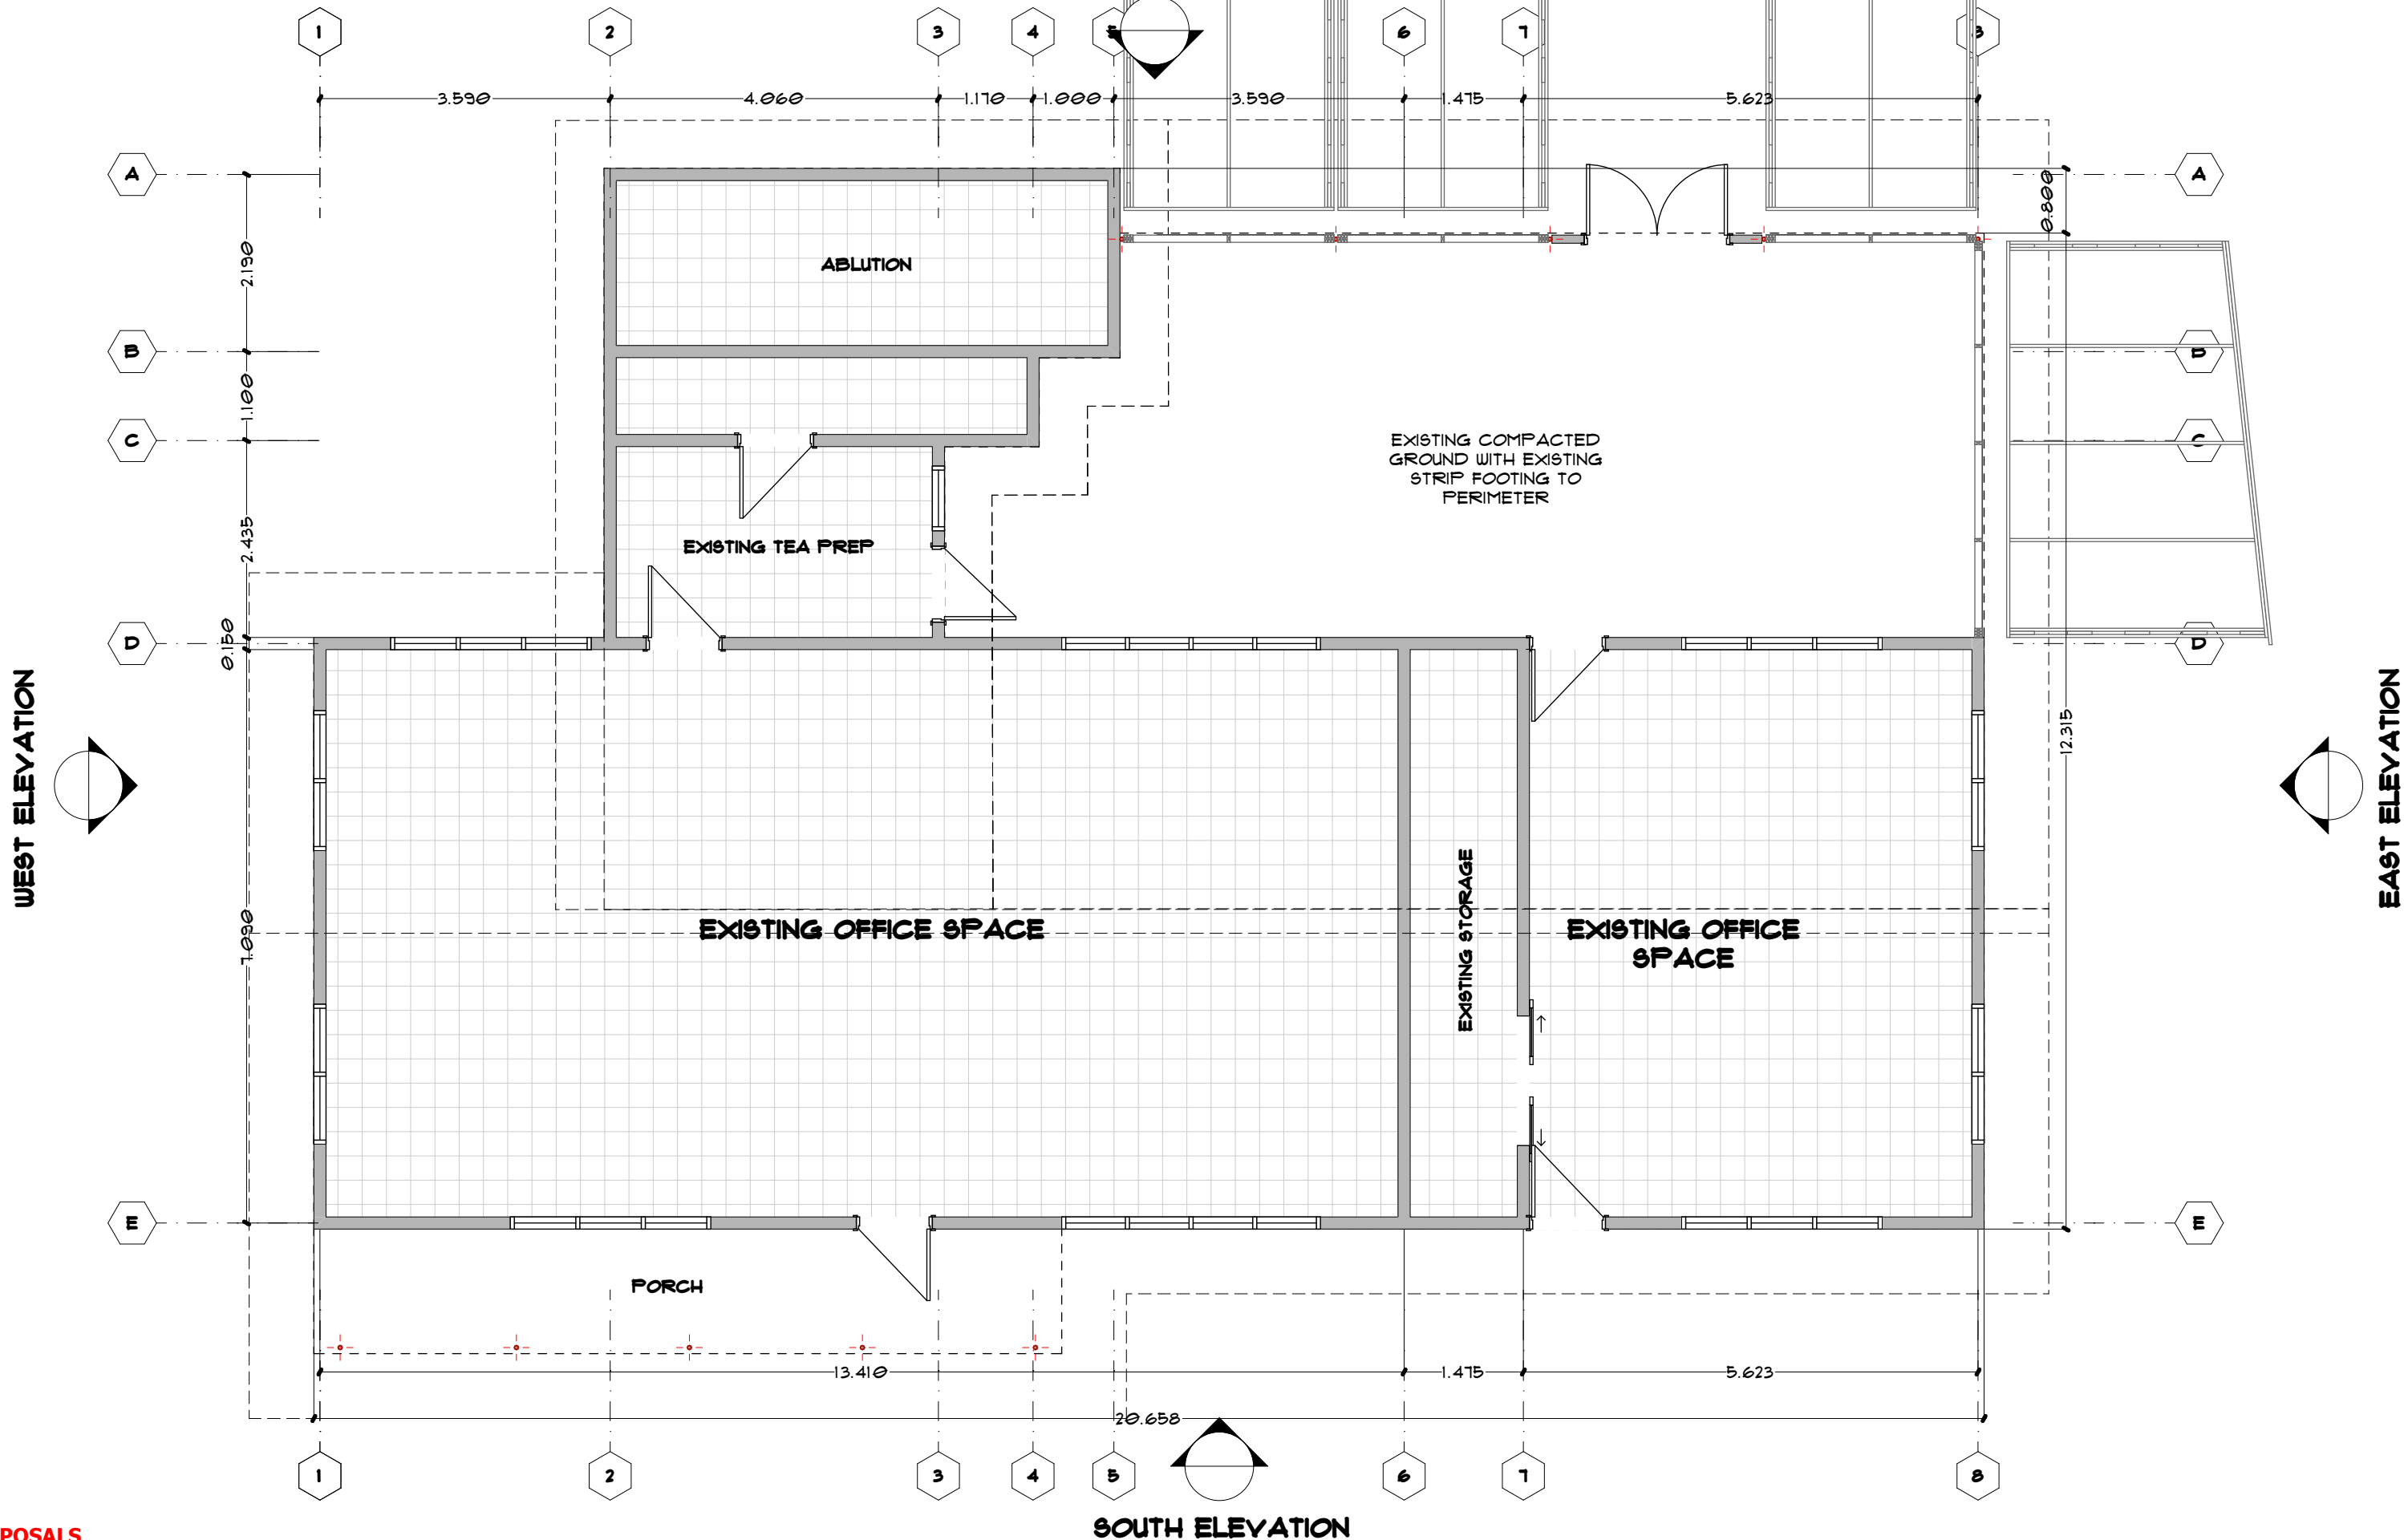 1 2 3 4 5 6 7 8
3.590 4.060 1.170 1.000 3.590 1.475 5.623
A A
0.800
2.190
ABLUTION
B B
1.100
C C
EXISTING COMPACTED
GROUND WITH EXISTING
STRIP FOOTING TO
PERIMETER
2.435
EXISTING TEA PREP
0.150
D D
WEST ELEVATION
EAST ELEVATION
12.315
7.090
EXISTING OFFICE SPACE
EXISTING STORAGE
EXISTING OFFICE
SPACE
E E
PORCH
13.410 1.475 5.623
20.658
1 2 3 4 5 6 7 8
SOUTH ELEVATION
POSALS